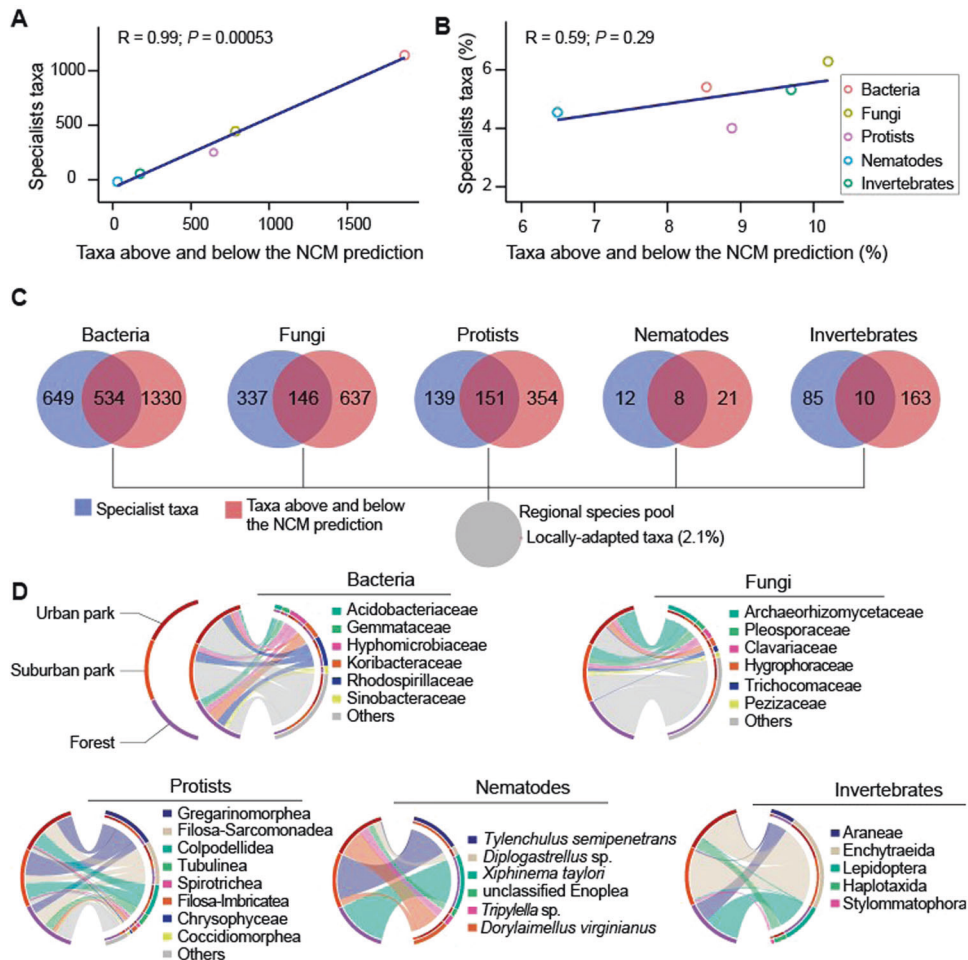 A
R = 0.99; P = 0.00053
Specialists taxa
1000
500
0
0
500
1000
1500
Taxa above and below the NCM prediction
B
R = 0.59; P = 0.29
Specialists taxa (%)
6
4
2
6
7
8
9
10
Taxa above and below the NCM prediction (%)
Bacteria
Fungi
Protists
Nematodes
Invertebrates
C
Bacteria
649
534
1330
Fungi
337
146
637
Protists
139
151
354
Nematodes
12
8
21
Invertebrates
85
10
163
Specialist taxa
Taxa above and below
the NCM prediction
Regional species pool
Locally-adapted taxa (2.1%)
D
Urban park
Suburban park
Forest
Bacteria
Acidobacteriaceae
Gemmataceae
Hyphomicrobiaceae
Koribacteraceae
Rhodospirillaceae
Sinobacteraceae
Others
Fungi
Archaeorhizomycetaceae
Pleosporaceae
Clavariaceae
Hygrophoraceae
Trichocomaceae
Pezizaceae
Others
Protists
Gregarinomorphea
Filosa-Sarcomonadea
Colpodellidea
Tubulinea
Spirotrichea
Filosa-Imbricatea
Chrysophyceae
Coccidiomorphea
Others
Nematodes
Tylenchulus semipenetrans
Diplogastrellus sp.
Xiphinema taylori
unclassified Enoplea
Tripylella sp.
Dorylaimellus virginianus
Invertebrates
Araneae
Enchytraeida
Lepidoptera
Haplotaxida
Stylommatophora